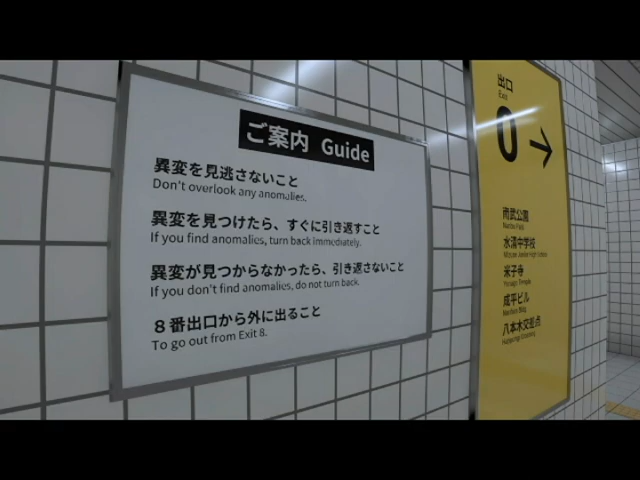 ご案内 Guide
異変を見逃さないこと
Don't overlook any anomalies.
異変を見つけたら、すぐに引き返すこと
If you find anomalies, turn back immediately.
異変が見つからなかったら、引き返さないこと
If you don't find anomalies, do not turn back.
８番出口から外に出ること
To go out from Exit 8.
出口
Exit
0
→
雨武公園
水清中学校
米子寺
成平ビル
八本木交差点